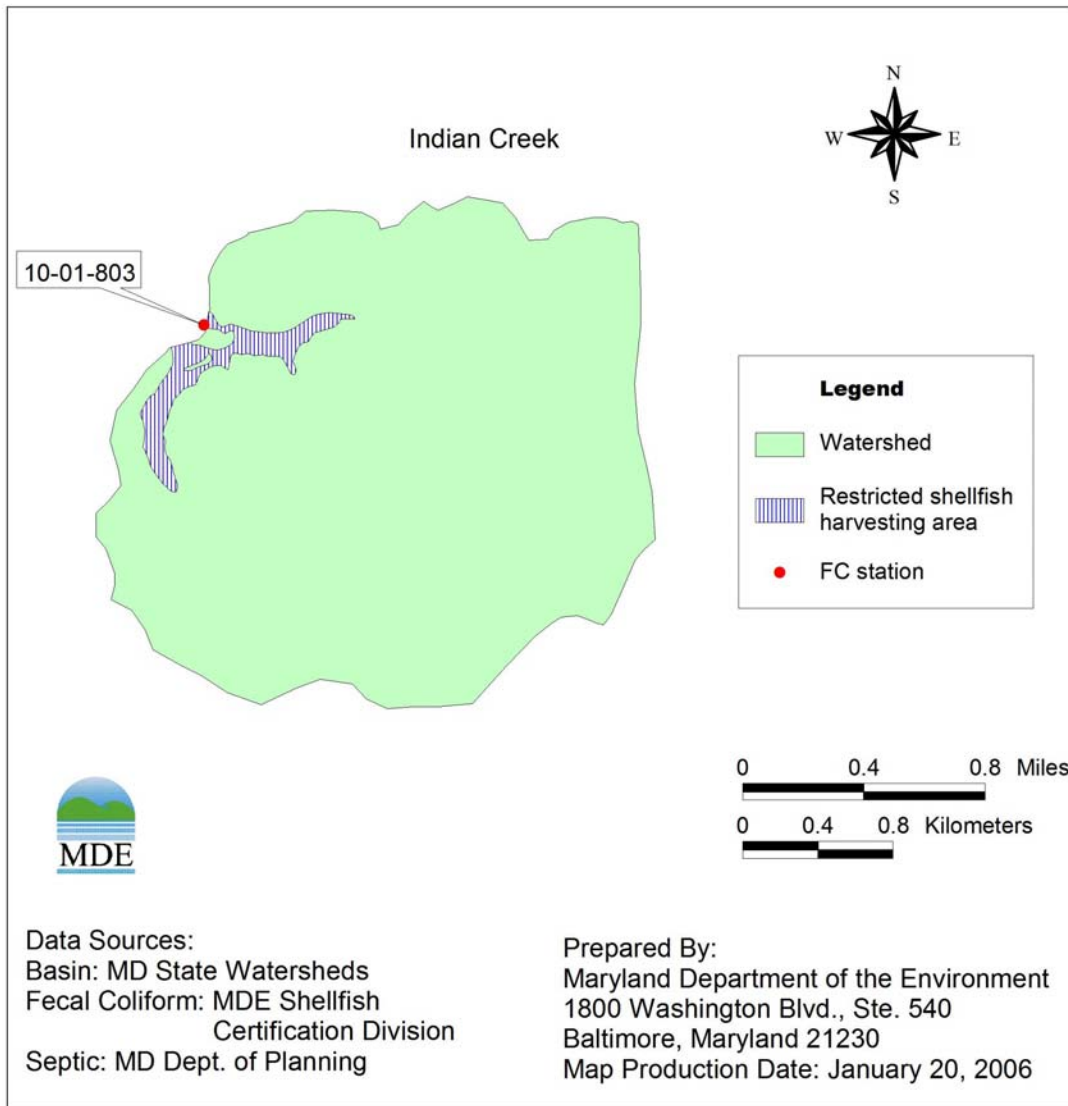 N
Indian Creek
W
E
S
10-01-803
Legend
Watershed
Restricted shellfish
harvesting area
FC station
0 0.4 0.8 Miles
0 0.4 0.8 Kilometers
MDE
Data Sources:
Basin: MD State Watersheds
Fecal Coliform: MDE Shellfish
Certification Division
Septic: MD Dept. of Planning
Prepared By:
Maryland Department of the Environment
1800 Washington Blvd., Ste. 540
Baltimore, Maryland 21230
Map Production Date: January 20, 2006